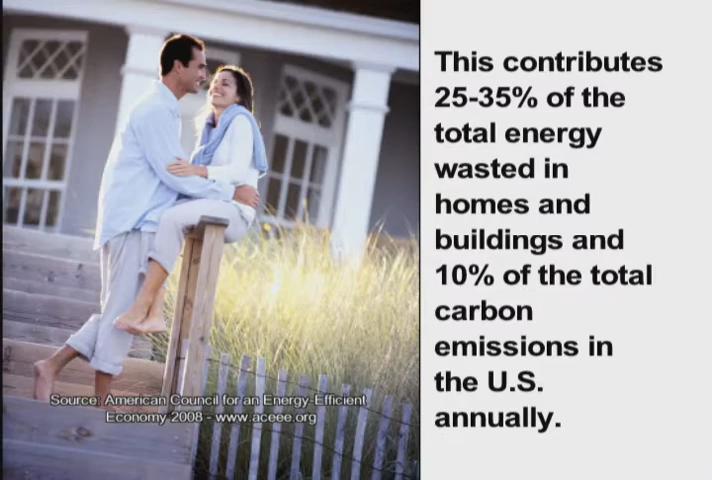 This contributes
25-35% of the
total energy
wasted in
homes and
buildings and
10% of the total
carbon
emissions in
the U.S.
annually.
Source: American Council for an Energy-Efficient
Economy 2008 - www.aceee.org